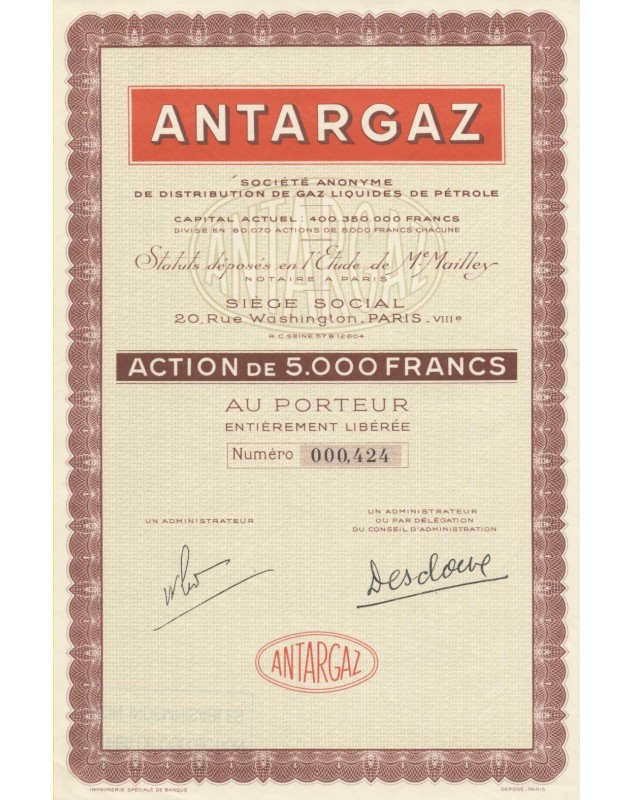 ANTARGAZ
SOCIÉTÉ ANONYME
DE DISTRIBUTION DE GAZ LIQUIDES DE PÉTROLE
CAPITAL ACTUEL: 400.350.000 FRANCS
DIVISÉ EN 80.070 ACTIONS DE 5.000 FRANCS CHACUNE
Statuts déposés en l'Etude de Me Mailley
NOTAIRE A PARIS
SIÈGE SOCIAL
20, Rue Washington, PARIS-VIIIe
R.C. SEINE 57 B 12604
ACTION DE 5.000 FRANCS
AU PORTEUR
ENTIÈREMENT LIBÉRÉE
Numéro 000,424
UN ADMINISTRATEUR
UN ADMINISTRATEUR
OU PAR DÉLÉGATION
DU CONSEIL D'ADMINISTRATION
ANTARGAZ
IMPRIMERIE SPÉCIALE DE BANQUE
DÉPOSÉ, PARIS